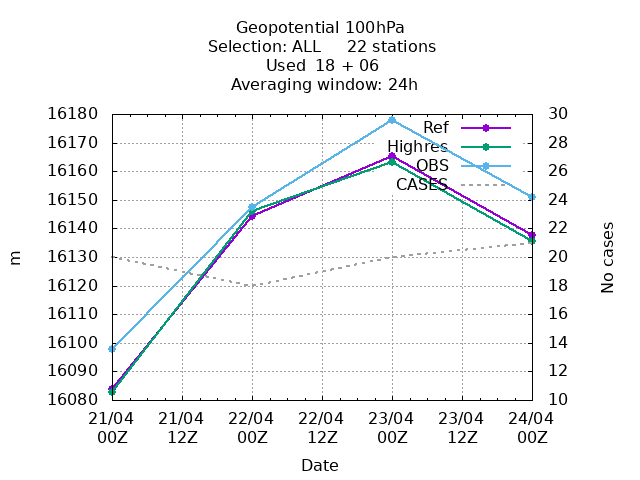 Geopotential 100hPa
Selection: ALL     22 stations
Used  18 + 06
Averaging window: 24h
16180
16170
16160
16150
16140
16130
16120
16110
16100
16090
16080
m
30
28
26
24
22
20
18
16
14
12
10
No cases
Ref
Highres
OBS
CASES
21/04 21/04 22/04 22/04 23/04 23/04 24/04
00Z 12Z 00Z 12Z 00Z 12Z 00Z
Date